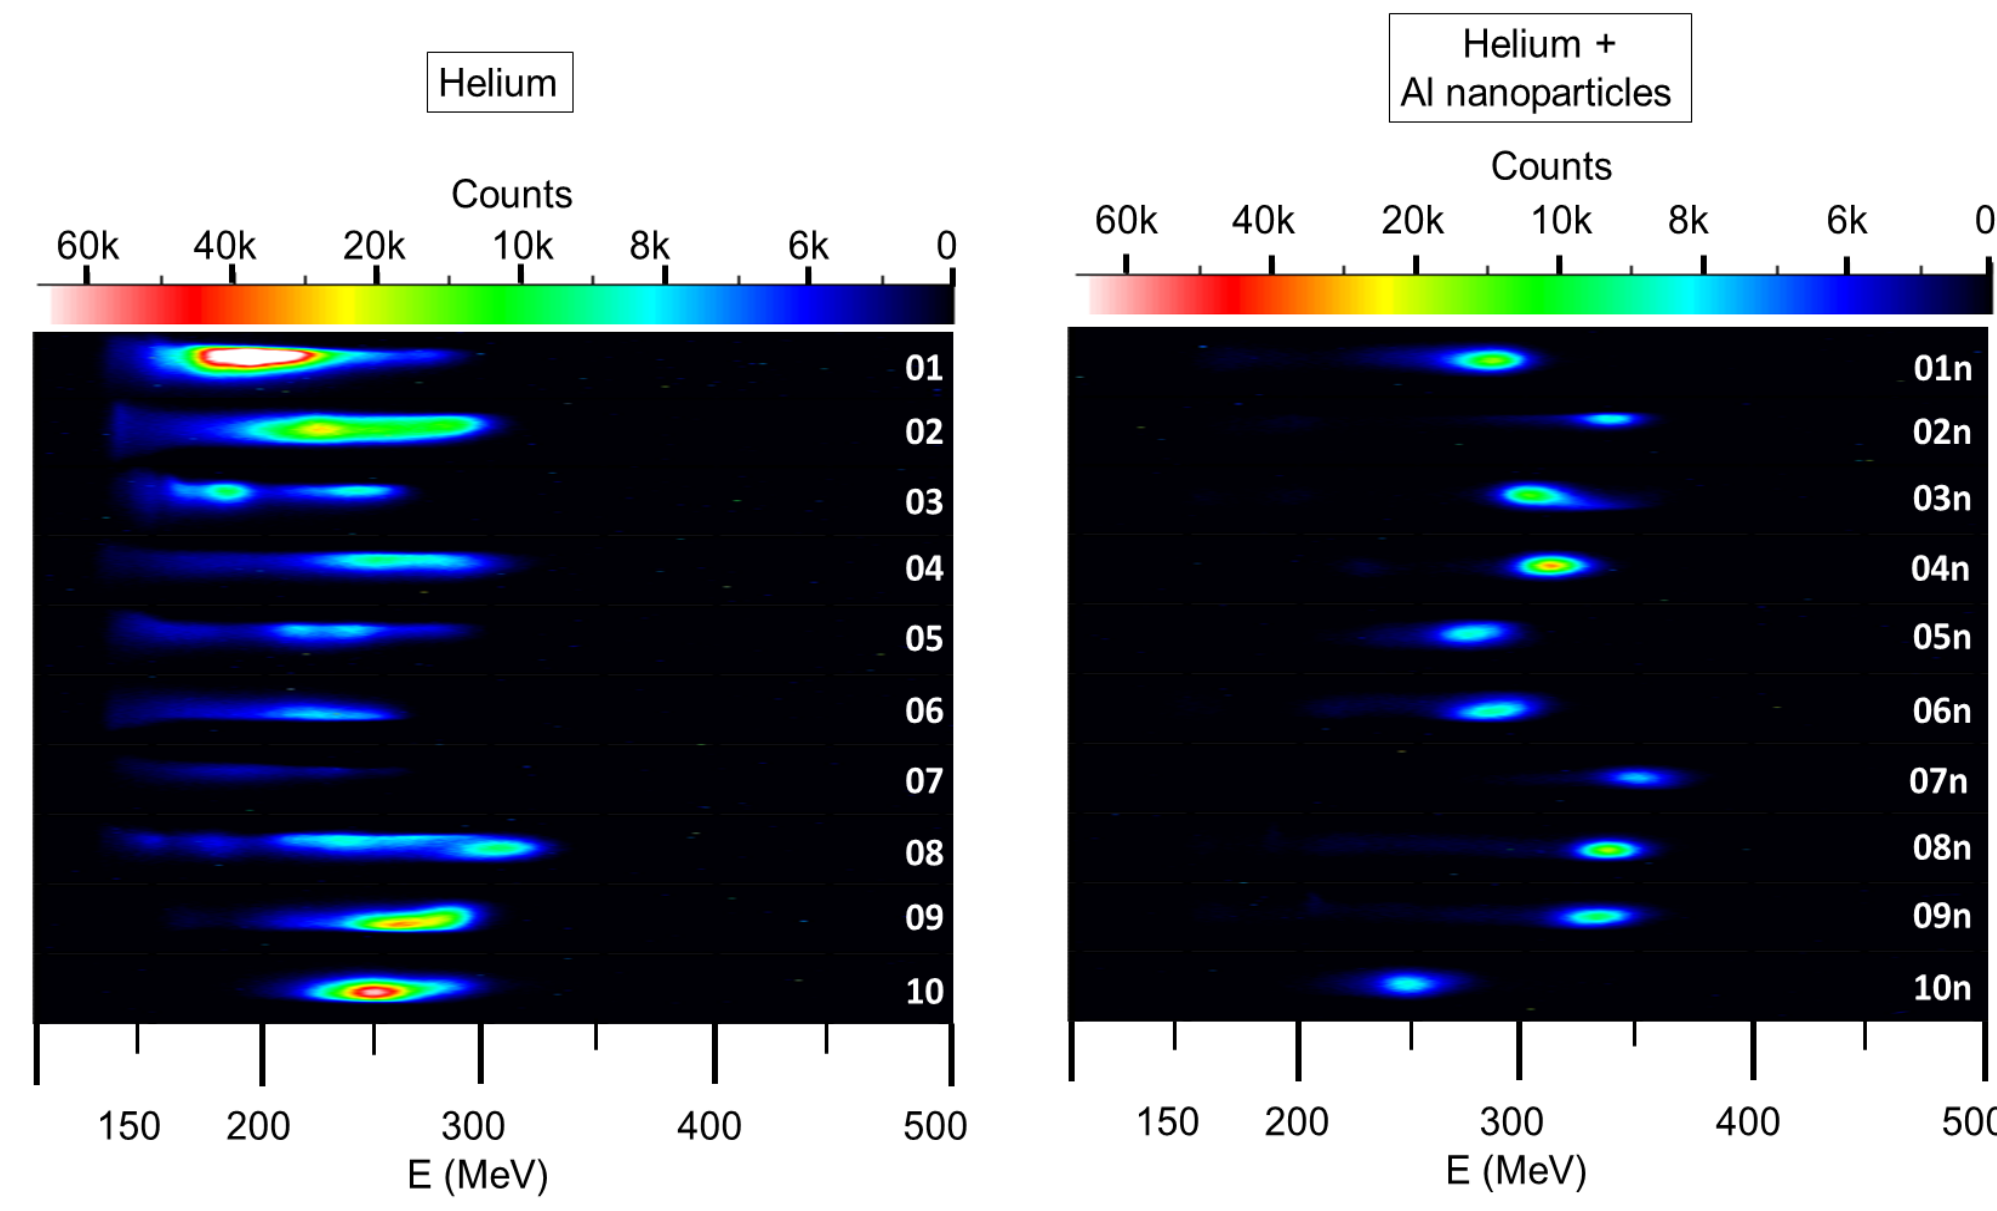 Helium
Counts
60k 40k 20k 10k 8k 6k 0
01
02
03
04
05
06
07
08
09
10
150 200 300 400 500
E (MeV)
Helium +
Al nanoparticles
Counts
60k 40k 20k 10k 8k 6k 0
01n
02n
03n
04n
05n
06n
07n
08n
09n
10n
150 200 300 400 500
E (MeV)